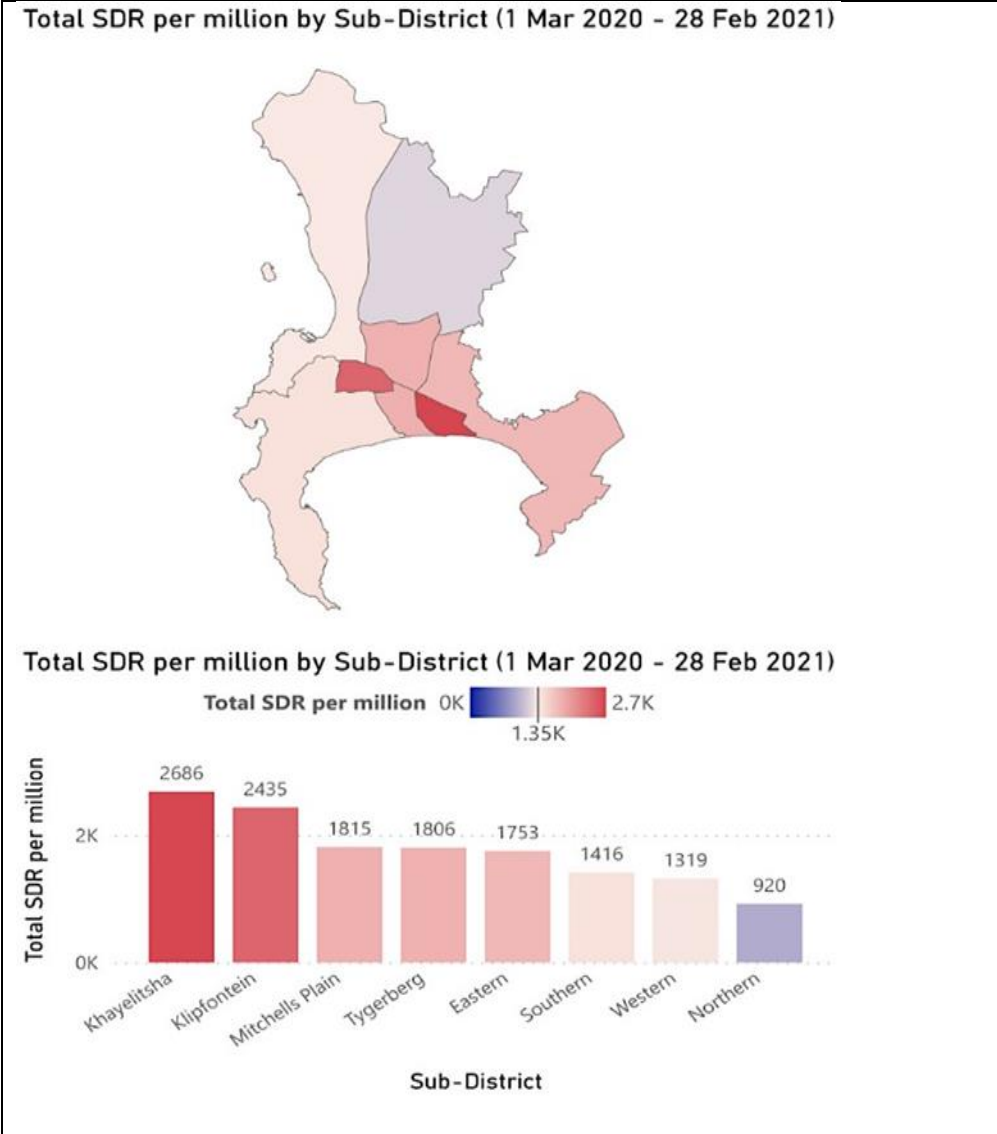 Total SDR per million by Sub-District (1 Mar 2020 - 28 Feb 2021)
Total SDR per million by Sub-District (1 Mar 2020 - 28 Feb 2021)
Total SDR per million 0K 2.7K
1.35K
Total SDR per million
2K
0K
2686
2435
1815
1806
1753
1416
1319
920
Khayelitsha
Klipfontein
Mitchells Plain
Tygerberg
Eastern
Southern
Western
Northern
Sub-District